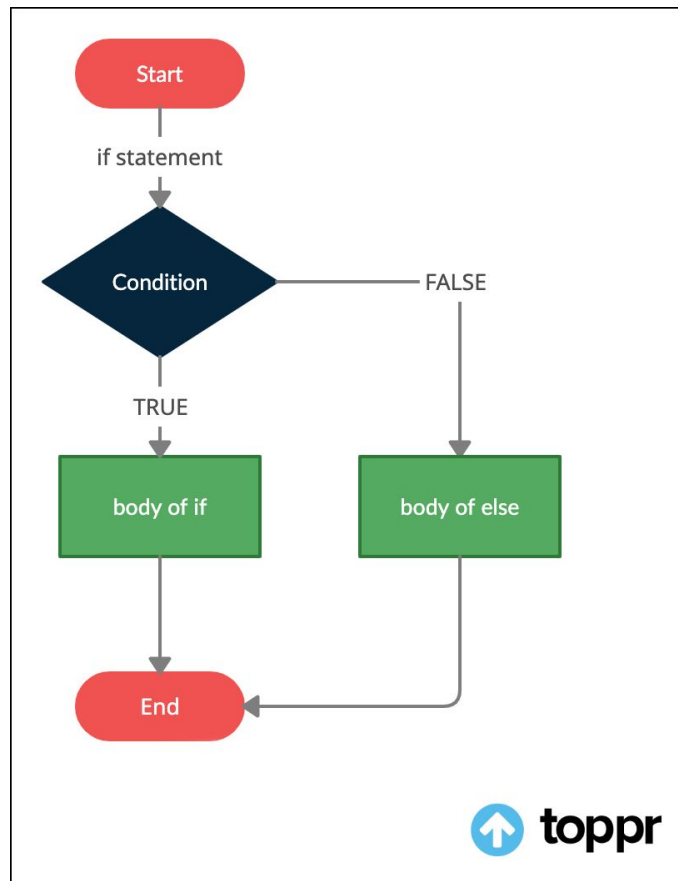 Start
if statement
Condition
FALSE
TRUE
body of if
body of else
End
toppr